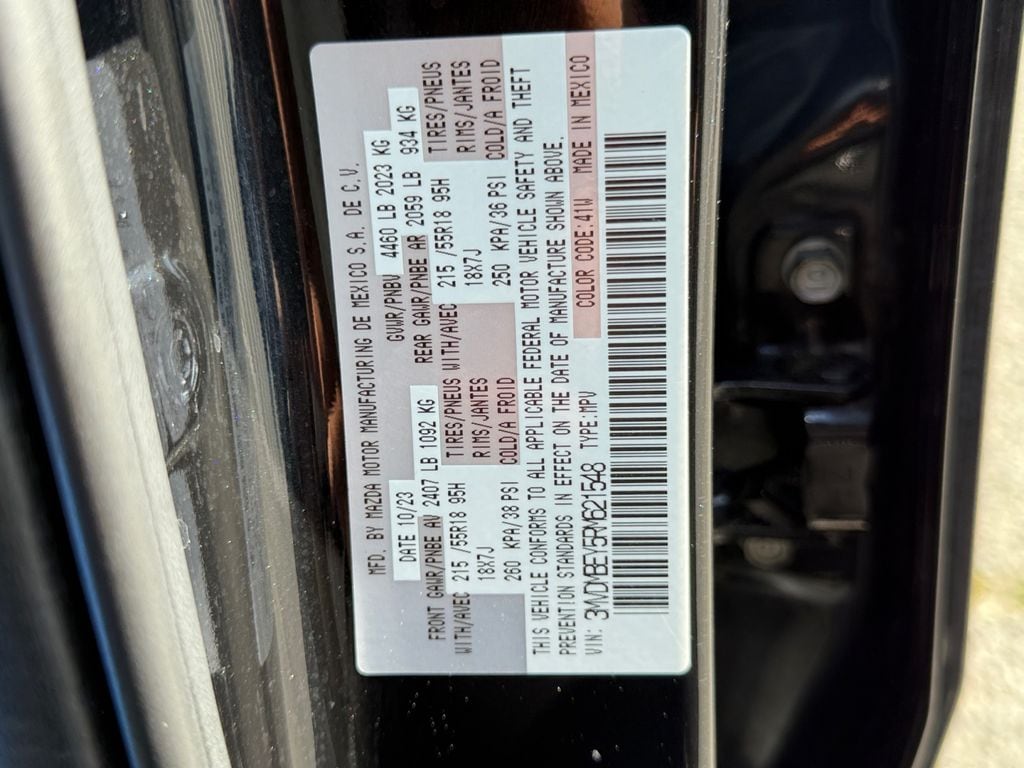 MFD. BY MAZDA MOTOR MANUFACTURING DE MEXICO S.A. DE C.V.
DATE 10/23 GVWR/PNBV 4460 LB 2023 KG
FRONT GAWR/PNBE AV 2407 LB 1092 KG REAR GAWR/PNBE AR 2059 LB 934 KG
WITH/AVEC 215 /55R18 95H TIRES/PNEUS WITH/AVEC 215 /55R18 95H TIRES/PNEUS
18X7J RIMS/JANTES 18X7J RIMS/JANTES
260 KPA/38PSI COLD/A FROID 250 KPA/36PSI COLD/A FROID
THIS VEHICLE CONFORMS TO ALL APPLICABLE FEDERAL MOTOR VEHICLE SAFETY AND THEFT
PREVENTION STANDARDS IN EFFECT ON THE DATE OF MANUFACTURE SHOWN ABOVE.
VIN: 3MVDMBEY5RM621548 TYPE:MPV COLOR CODE:41W MADE IN MEXICO